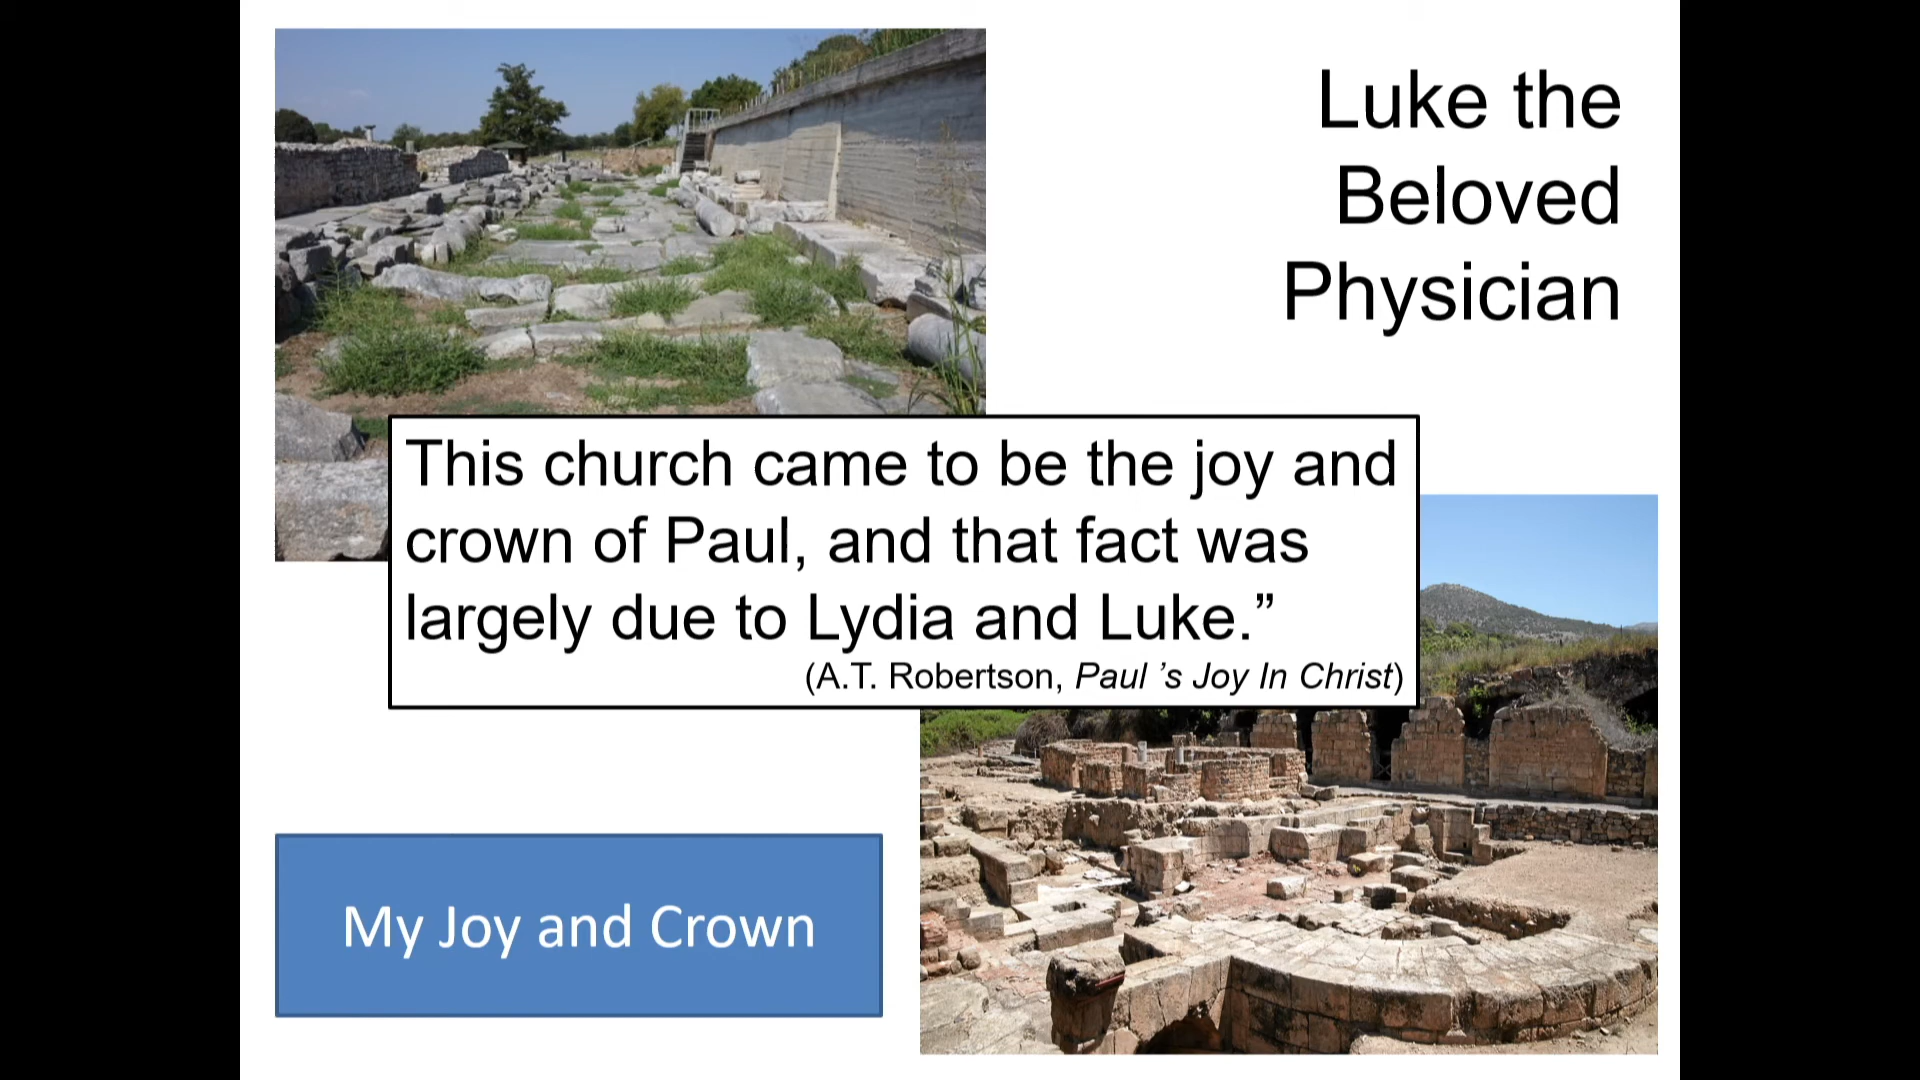 Luke the
Beloved
Physician
This church came to be the joy and
crown of Paul, and that fact was
largely due to Lydia and Luke.”
(A.T. Robertson, Paul ’s Joy In Christ)
My Joy and Crown